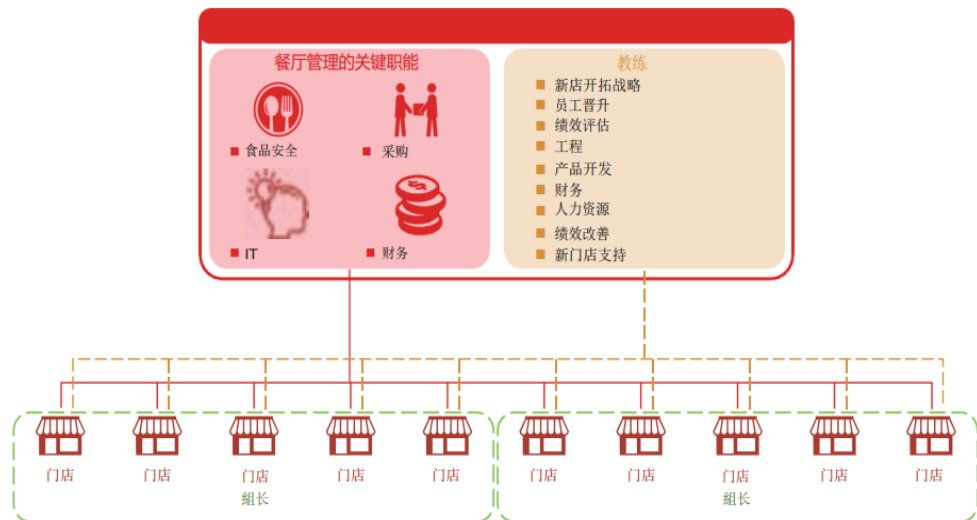 餐厅管理的关键职能
食品安全
采购
IT
财务
教练
新店开拓战略
员工晋升
绩效评估
工程
产品开发
财务
人力资源
绩效改善
新门店支持
门店 门店 门店 门店 门店 门店 门店 门店 门店 门店
組长 組长